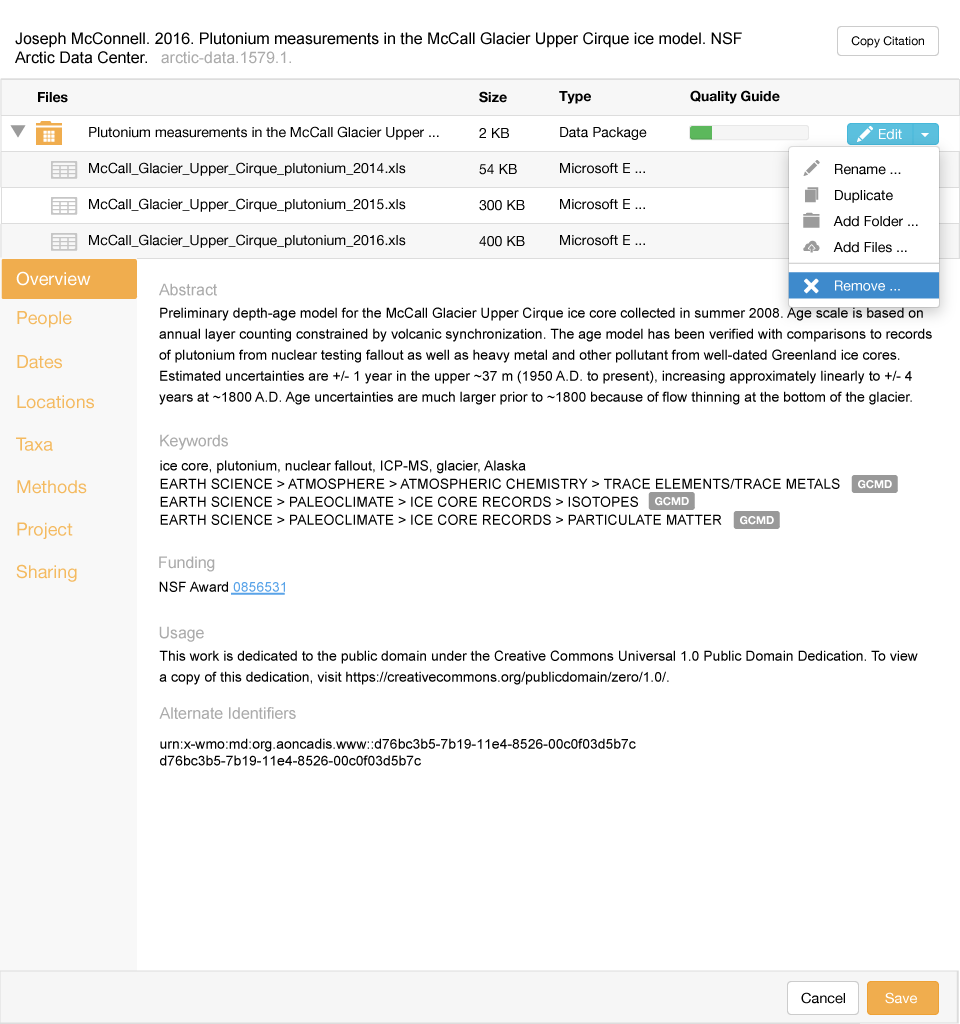 Joseph McConnell. 2016. Plutonium measurements in the McCall Glacier Upper Cirque ice model. NSF
Arctic Data Center. arctic-data.1579.1.
Copy Citation
Files Size Type Quality Guide
Plutonium measurements in the McCall Glacier Upper ... 2 KB Data Package Edit
McCall_Glacier_Upper_Cirque_plutonium_2014.xls 54 KB Microsoft E ...
McCall_Glacier_Upper_Cirque_plutonium_2015.xls 300 KB Microsoft E ...
McCall_Glacier_Upper_Cirque_plutonium_2016.xls 400 KB Microsoft E ...
Rename ...
Duplicate
Add Folder ...
Add Files ...
Remove ...
Overview
People
Dates
Locations
Taxa
Methods
Project
Sharing
Abstract
Preliminary depth-age model for the McCall Glacier Upper Cirque ice core collected in summer 2008. Age scale is based on
annual layer counting constrained by volcanic synchronization. The age model has been verified with comparisons to records
of plutonium from nuclear testing fallout as well as heavy metal and other pollutant from well-dated Greenland ice cores.
Estimated uncertainties are +/- 1 year in the upper ~37 m (1950 A.D. to present), increasing approximately linearly to +/- 4
years at ~1800 A.D. Age uncertainties are much larger prior to ~1800 because of flow thinning at the bottom of the glacier.
Keywords
ice core, plutonium, nuclear fallout, ICP-MS, glacier, Alaska
EARTH SCIENCE > ATMOSPHERE > ATMOSPHERIC CHEMISTRY > TRACE ELEMENTS/TRACE METALS GCMD
EARTH SCIENCE > PALEOCLIMATE > ICE CORE RECORDS > ISOTOPES GCMD
EARTH SCIENCE > PALEOCLIMATE > ICE CORE RECORDS > PARTICULATE MATTER GCMD
Funding
NSF Award 0856531
Usage
This work is dedicated to the public domain under the Creative Commons Universal 1.0 Public Domain Dedication. To view
a copy of this dedication, visit https://creativecommons.org/publicdomain/zero/1.0/.
Alternate Identifiers
urn:x-wmo:md:org.aoncadis.www::d76bc3b5-7b19-11e4-8526-00c0f03d5b7c
d76bc3b5-7b19-11e4-8526-00c0f03d5b7c
Cancel
Save